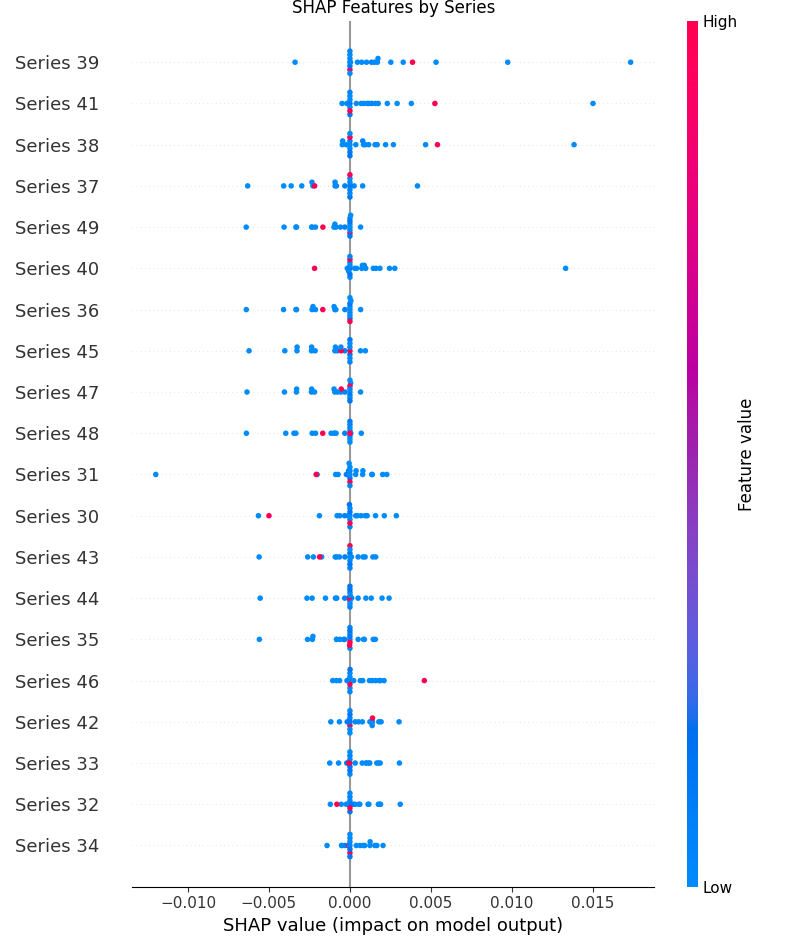 SHAP Features by Series
High
Series 39
Series 41
Series 38
Series 37
Series 49
Series 40
Series 36
Series 45
Series 47
Series 48
Series 31
Series 30
Series 43
Series 44
Series 35
Series 46
Series 42
Series 33
Series 32
Series 34
Feature value
Low
−0.010 −0.005 0.000 0.005 0.010 0.015
SHAP value (impact on model output)